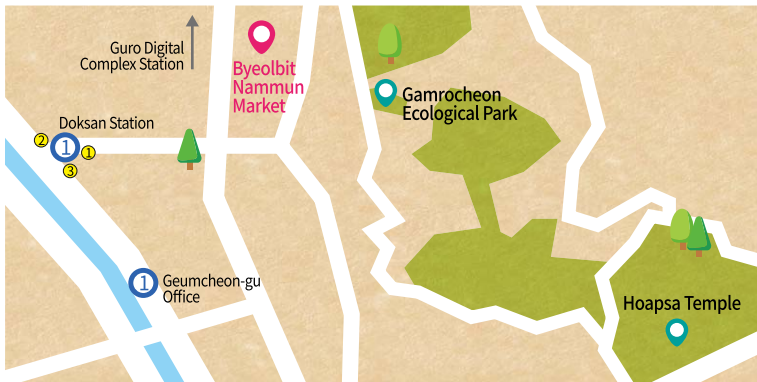 Guro Digital
Complex Station
Byeolbit
Nammun
Market
Gamrocheon
Ecological Park
Doksan Station
2
1
1
3
1
Geumcheon-gu
Office
Hoapsa Temple